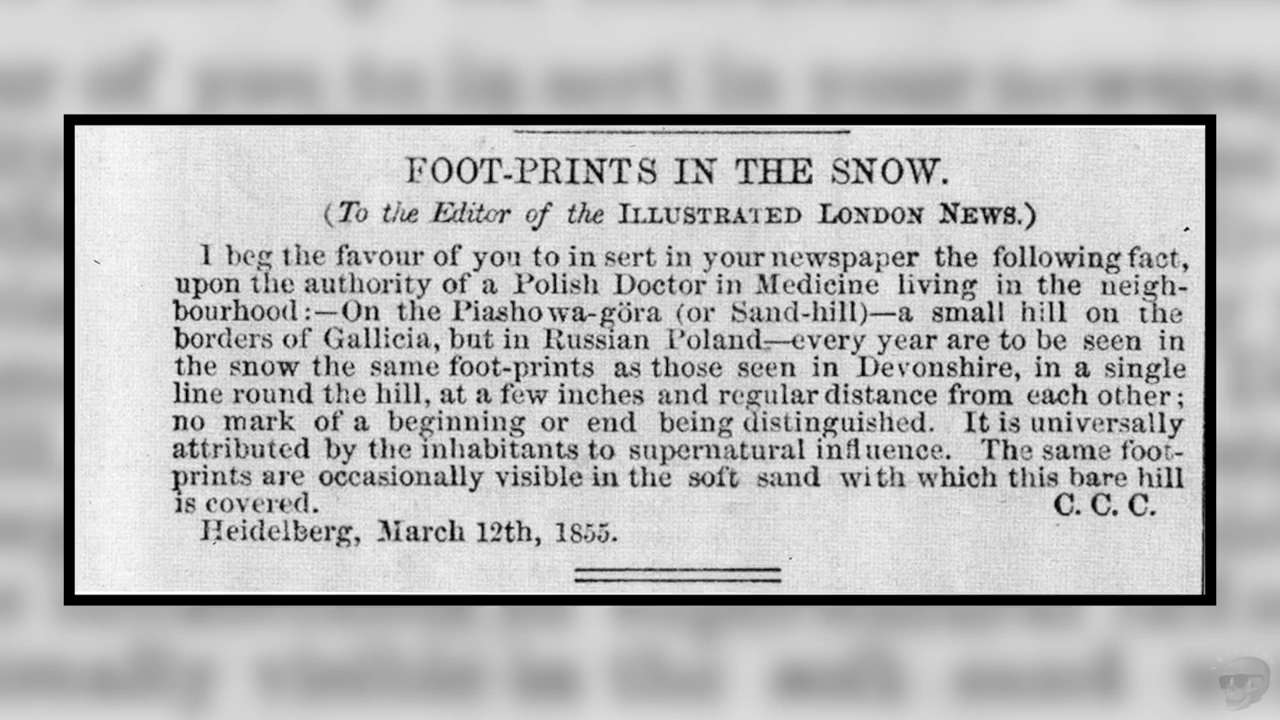 FOOT-PRINTS IN THE SNOW.
(To the Editor of the ILLUSTRATED LONDON NEWS.)
I beg the favour of you to in sert in your newspaper the following fact,
upon the authority of a Polish Doctor in Medicine living in the neigh-
bourhood:—On the Piashowa-göra (or Sand-hill)—a small hill on the
borders of Gallicia, but in Russian Poland—every year are to be seen in
the snow the same foot-prints as those seen in Devonshire, in a single
line round the hill, at a few inches and regular distance from each other;
no mark of a beginning or end being distinguished. It is universally
attributed by the inhabitants to supernatural influence. The same foot-
prints are occasionally visible in the soft sand with which this bare hill
is covered. C. C. C.
Heidelberg, March 12th, 1855.